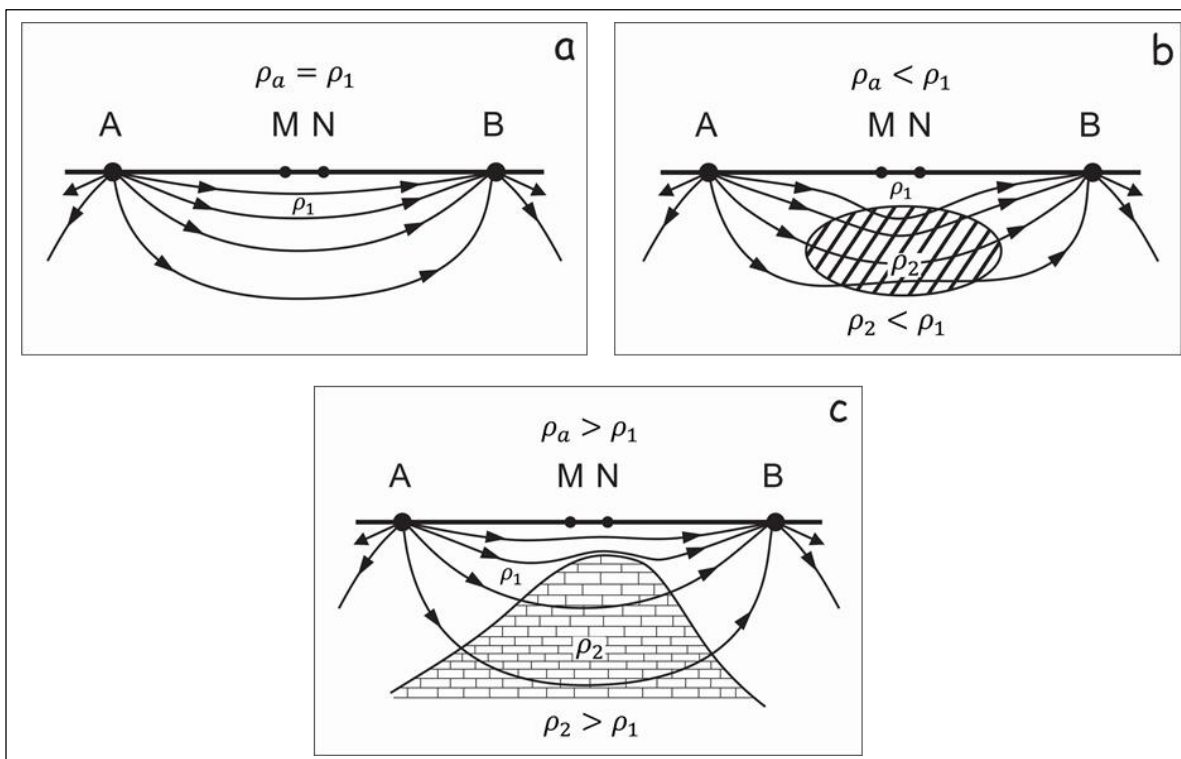 a
ρₐ = ρ₁
A M N B
ρ₁
b
ρₐ < ρ₁
A M N B
ρ₁
ρ₂
ρ₂ < ρ₁
c
ρₐ > ρ₁
A M N B
ρ₁
ρ₂
ρ₂ > ρ₁